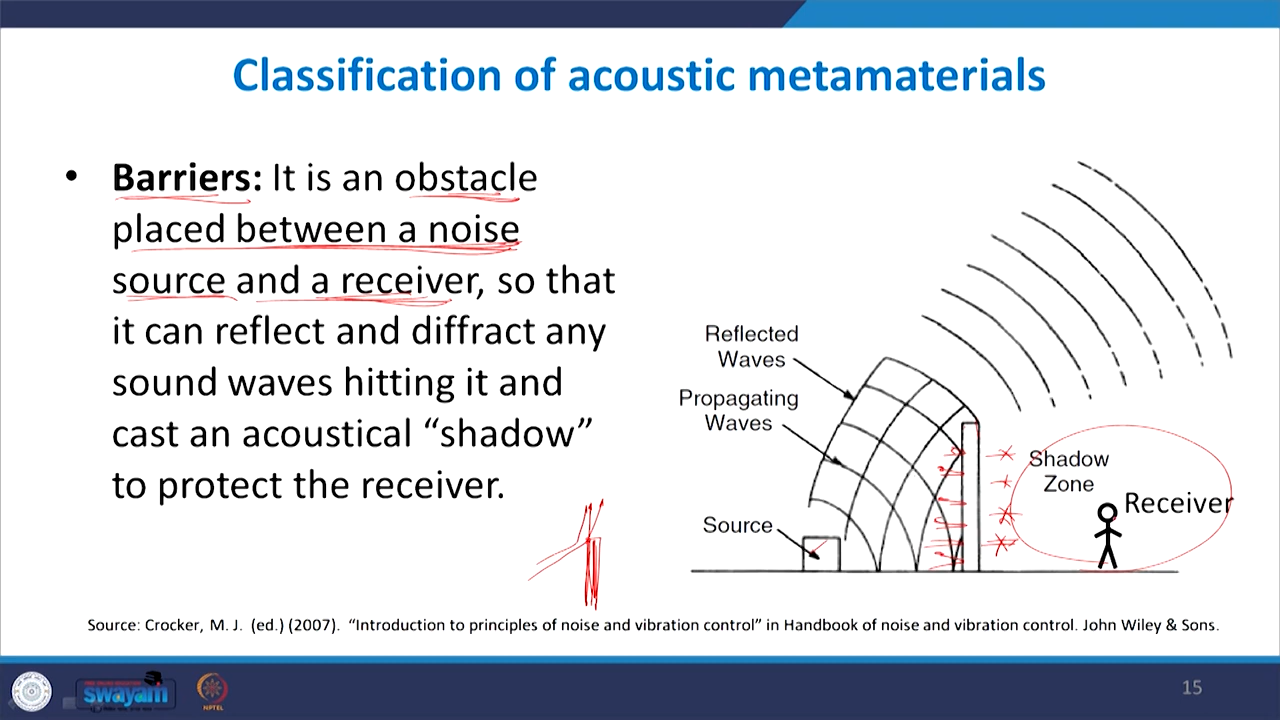 Classification of acoustic metamaterials
• Barriers: It is an obstacle
placed between a noise
source and a receiver, so that
it can reflect and diffract any
sound waves hitting it and
cast an acoustical “shadow”
to protect the receiver.
Reflected
Waves
Propagating
Waves
Source
Shadow
Zone
Receiver
Source: Crocker, M. J. (ed.) (2007). “Introduction to principles of noise and vibration control” in Handbook of noise and vibration control. John Wiley & Sons.
swayam
NPTEL
15